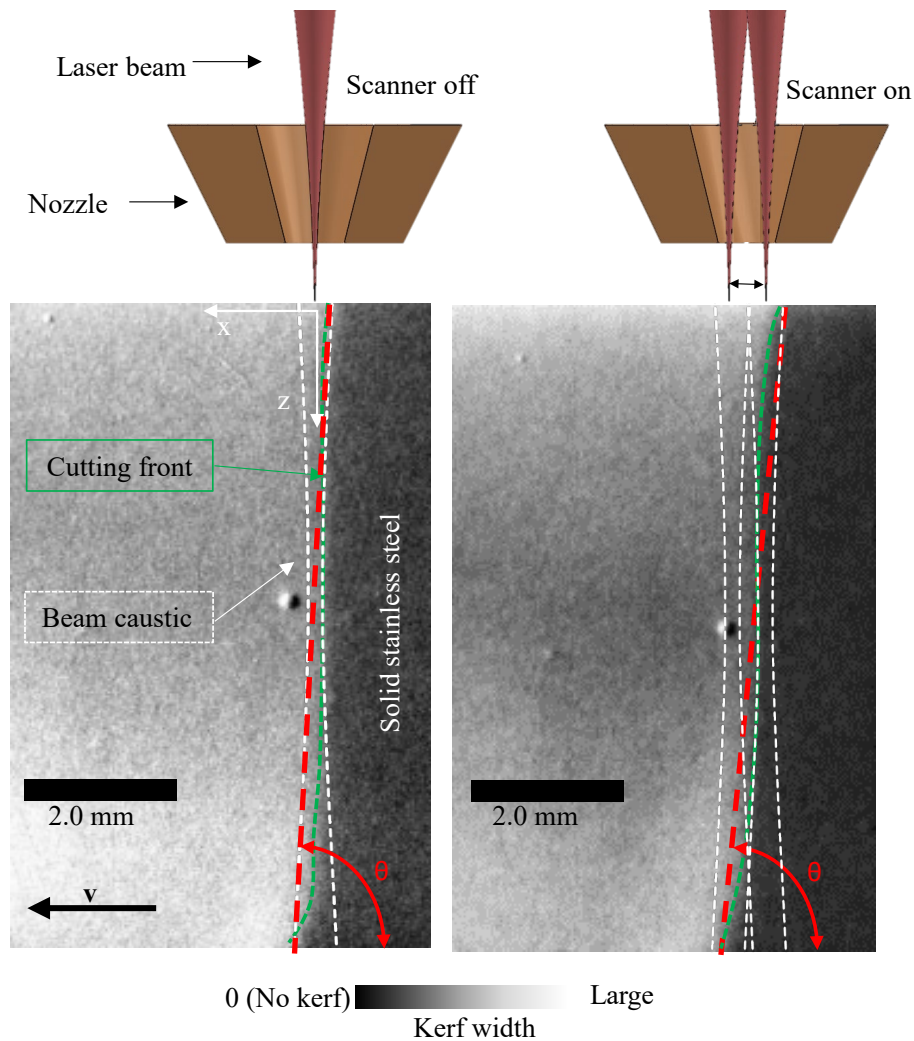 Laser beam
Scanner off
Scanner on
Nozzle
x
z
Cutting front
Beam caustic
Solid stainless steel
2.0 mm
2.0 mm
θ
θ
v
0 (No kerf)
Large
Kerf width